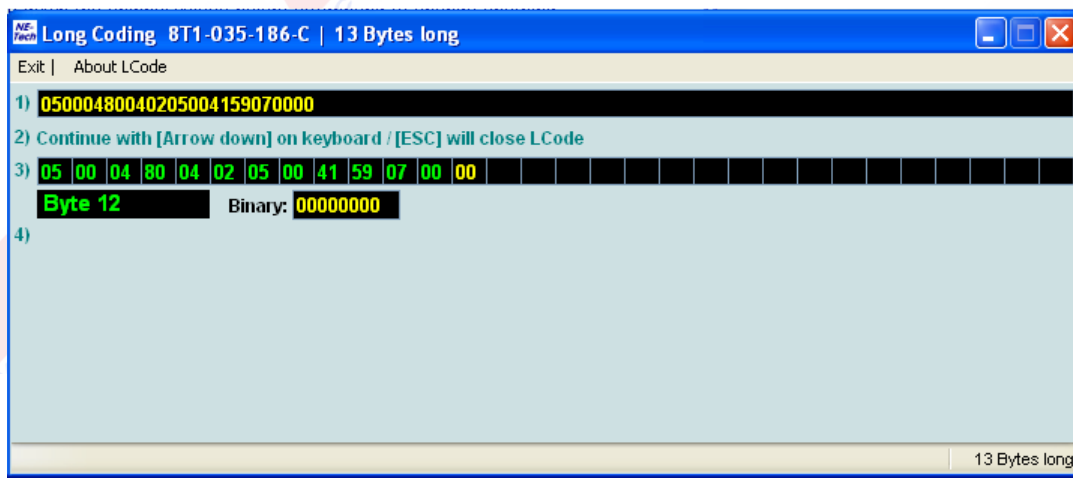 NE-Tech Long Coding 8T1-035-186-C | 13 Bytes long
Exit | About LCode
1) 05000480040205004159070000
2) Continue with [Arrow down] on keyboard / [ESC] will close LCode
3) 05 00 04 80 04 02 05 00 41 59 07 00 00
Byte 12 Binary: 00000000
4)
13 Bytes long